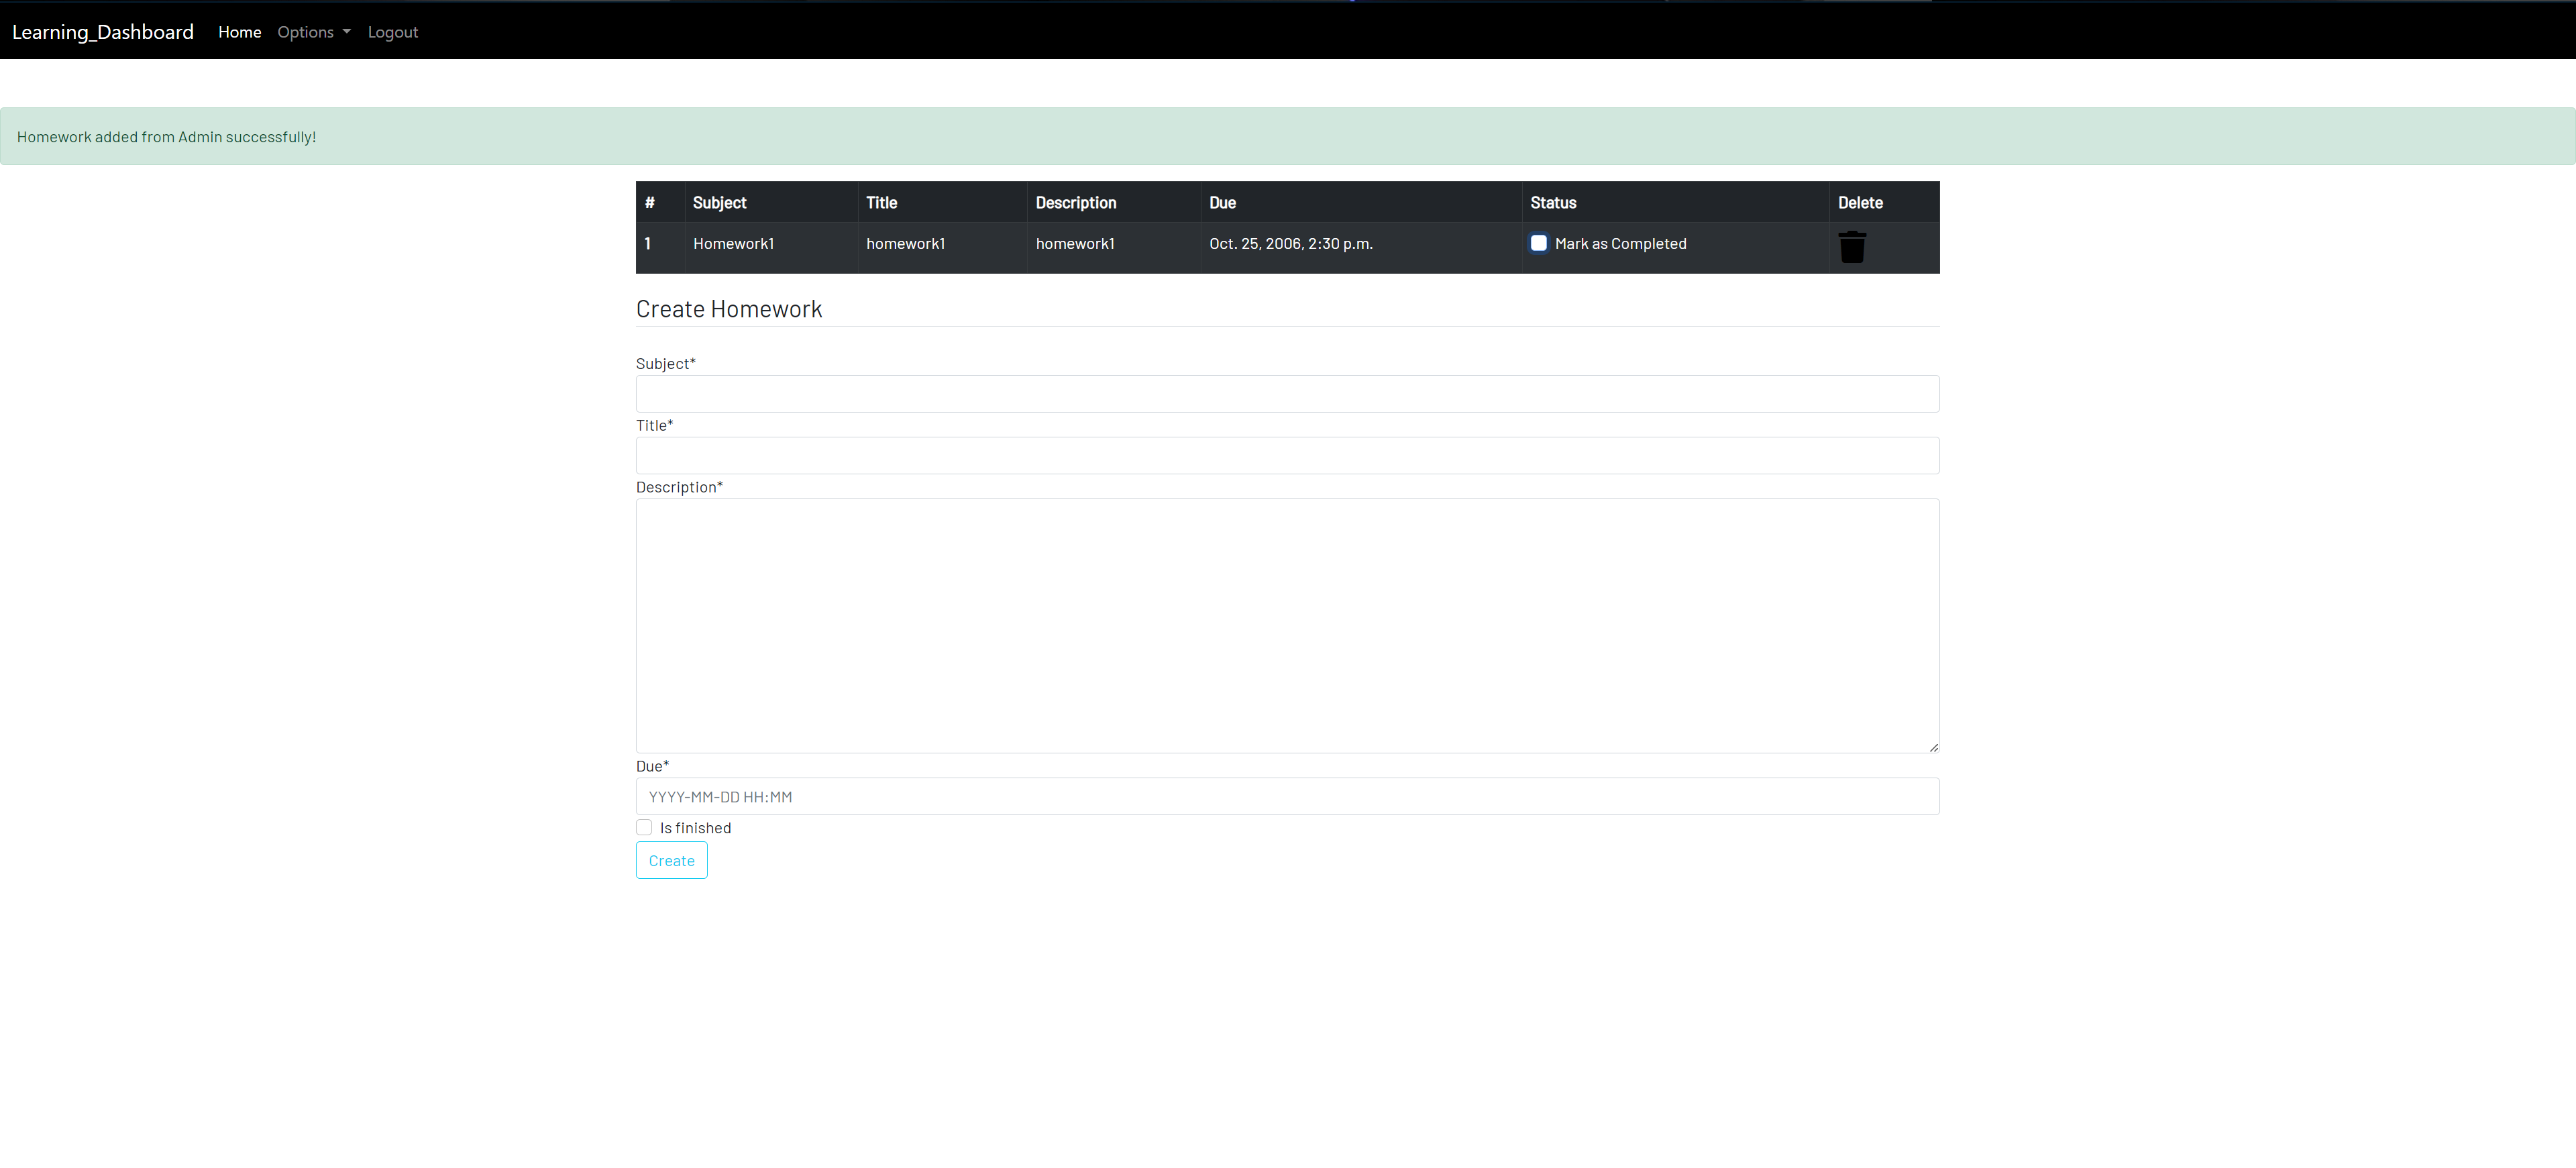 Learning_Dashboard Home Options Logout
Homework added from Admin successfully!
# Subject Title Description Due Status Delete
1 Homework1 homework1 homework1 Oct. 25, 2006, 2:30 p.m. Mark as Completed
Create Homework
Subject*
Title*
Description*
Due*
YYYY-MM-DD HH:MM
Is finished
Create